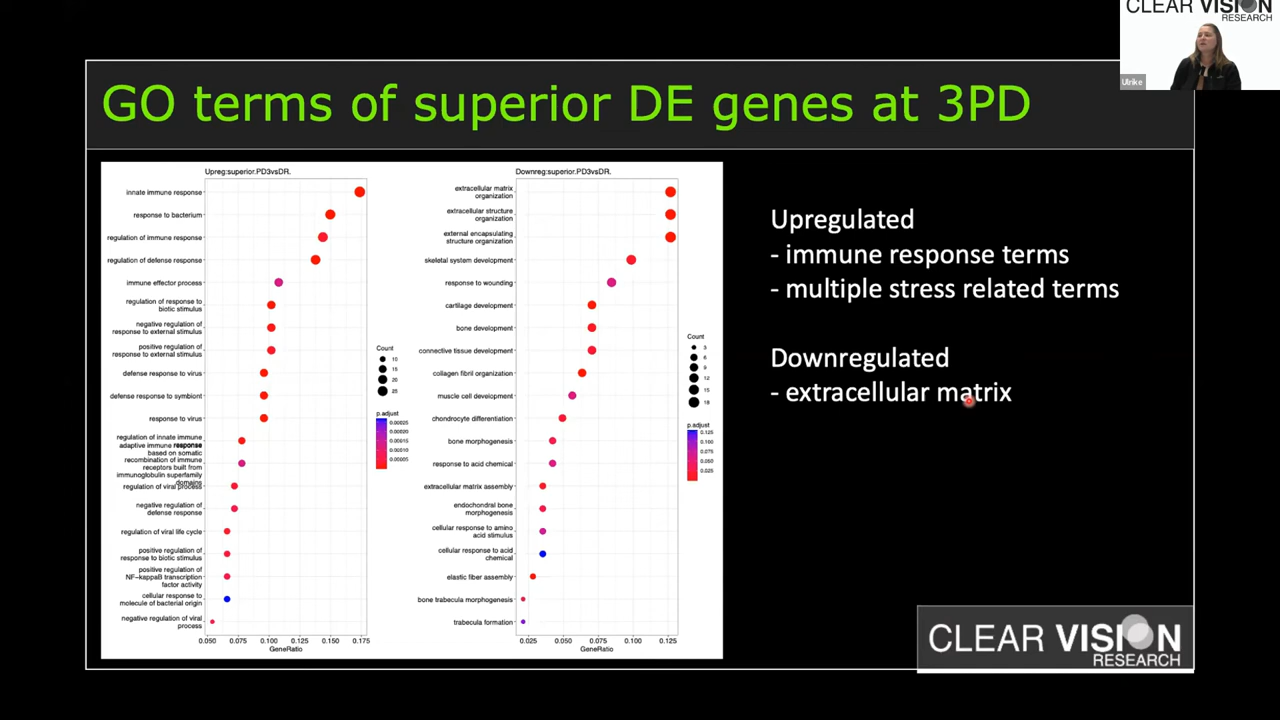 CLEAR VISION
RESEARCH
Ulrike
GO terms of superior DE genes at 3PD
Upreg:superior.PD3vsDR.
innate immune response
response to bacterium
regulation of immune response
regulation of defense response
immune effector process
regulation of response to
biotic stimulus
negative regulation of
response to external stimulus
positive regulation of
response to external stimulus
defense response to virus
defense response to symbiont
response to virus
regulation of innate immune
response
adaptive immune response
based on somatic
recombination of immune
receptors built from
immunoglobulin superfamily
domains
regulation of viral process
negative regulation of
defense response
regulation of viral life cycle
positive regulation of
response to biotic stimulus
positive regulation of
NF-kappaB transcription
factor activity
cellular response to
molecule of bacterial origin
negative regulation of viral
process
0.050 0.075 0.100 0.125 0.150 0.175
GeneRatio
Count
10
15
20
25
p.adjust
0.00025
0.00020
0.00015
0.00010
0.00005
Downreg:superior.PD3vsDR.
extracellular matrix
organization
extracellular structure
organization
external encapsulating
structure organization
skeletal system development
response to wounding
cartilage development
bone development
connective tissue development
collagen fibril organization
muscle cell development
chondrocyte differentiation
bone morphogenesis
response to acid chemical
extracellular matrix assembly
endochondral bone
morphogenesis
cellular response to amino
acid stimulus
cellular response to acid
chemical
elastic fiber assembly
bone trabecula morphogenesis
trabecula formation
0.025 0.050 0.075 0.100 0.125
GeneRatio
Count
3
6
9
12
15
18
p.adjust
0.125
0.100
0.075
0.050
0.025
Upregulated
- immune response terms
- multiple stress related terms
Downregulated
- extracellular matrix
CLEAR VISION
RESEARCH